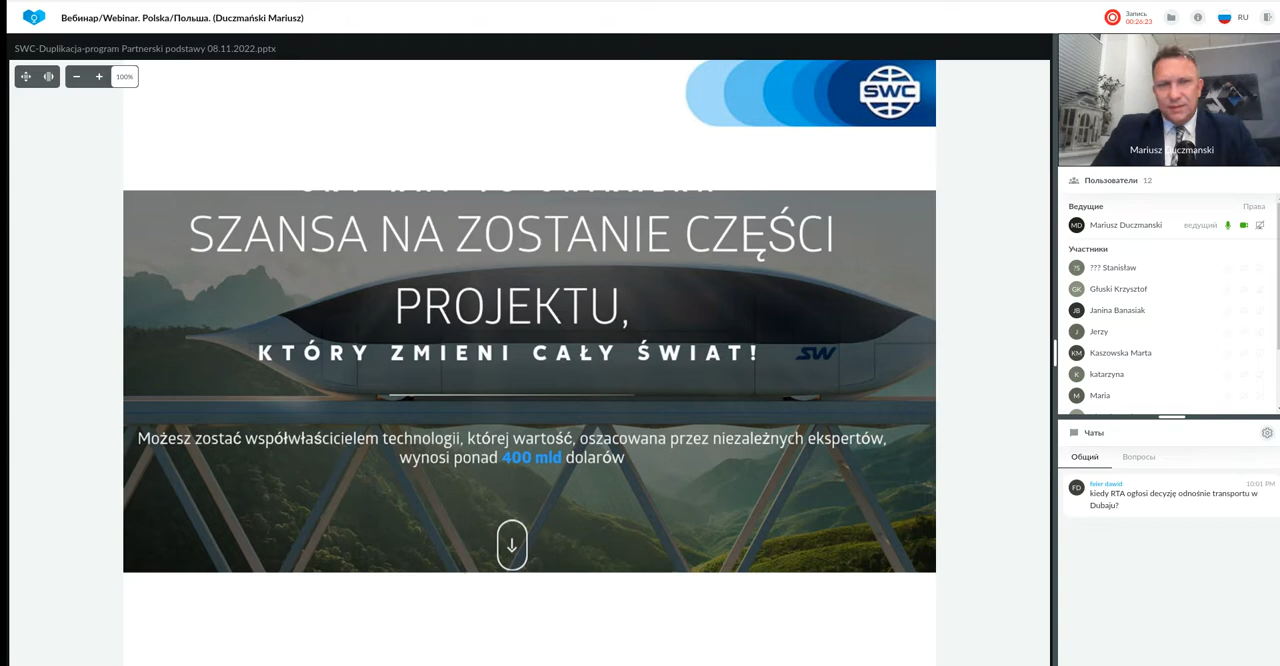 Вебинар/Webinar. Polska/Польша. (Duczmański Mariusz)
Запись
00:26:23
RU
SWC-Duplikacja-program Partnerski podstawy 08.11.2022.pptx
100%
SWC
SZANSA NA ZOSTANIE CZĘŚCI
PROJEKTU,
KTÓRY ZMIENI CAŁY ŚWIAT!
SW
Możesz zostać współwłaścicielem technologii, której wartość, oszacowana przez niezależnych ekspertów,
wynosi ponad 400 mld dolarów
Mariusz Duczmanski
Пользователи 12
Ведущие Права
MD Mariusz Duczmanski ведущий
Участники
?S ??? Stanisław
GK Głuski Krzysztof
JB Janina Banasiak
J Jerzy
KM Kaszowska Marta
K katarzyna
M Maria
Чаты
Общий Вопросы
FD feier dawid 10:01 PM
kiedy RTA ogłosi decyzję odnośnie transportu w
Dubaju?